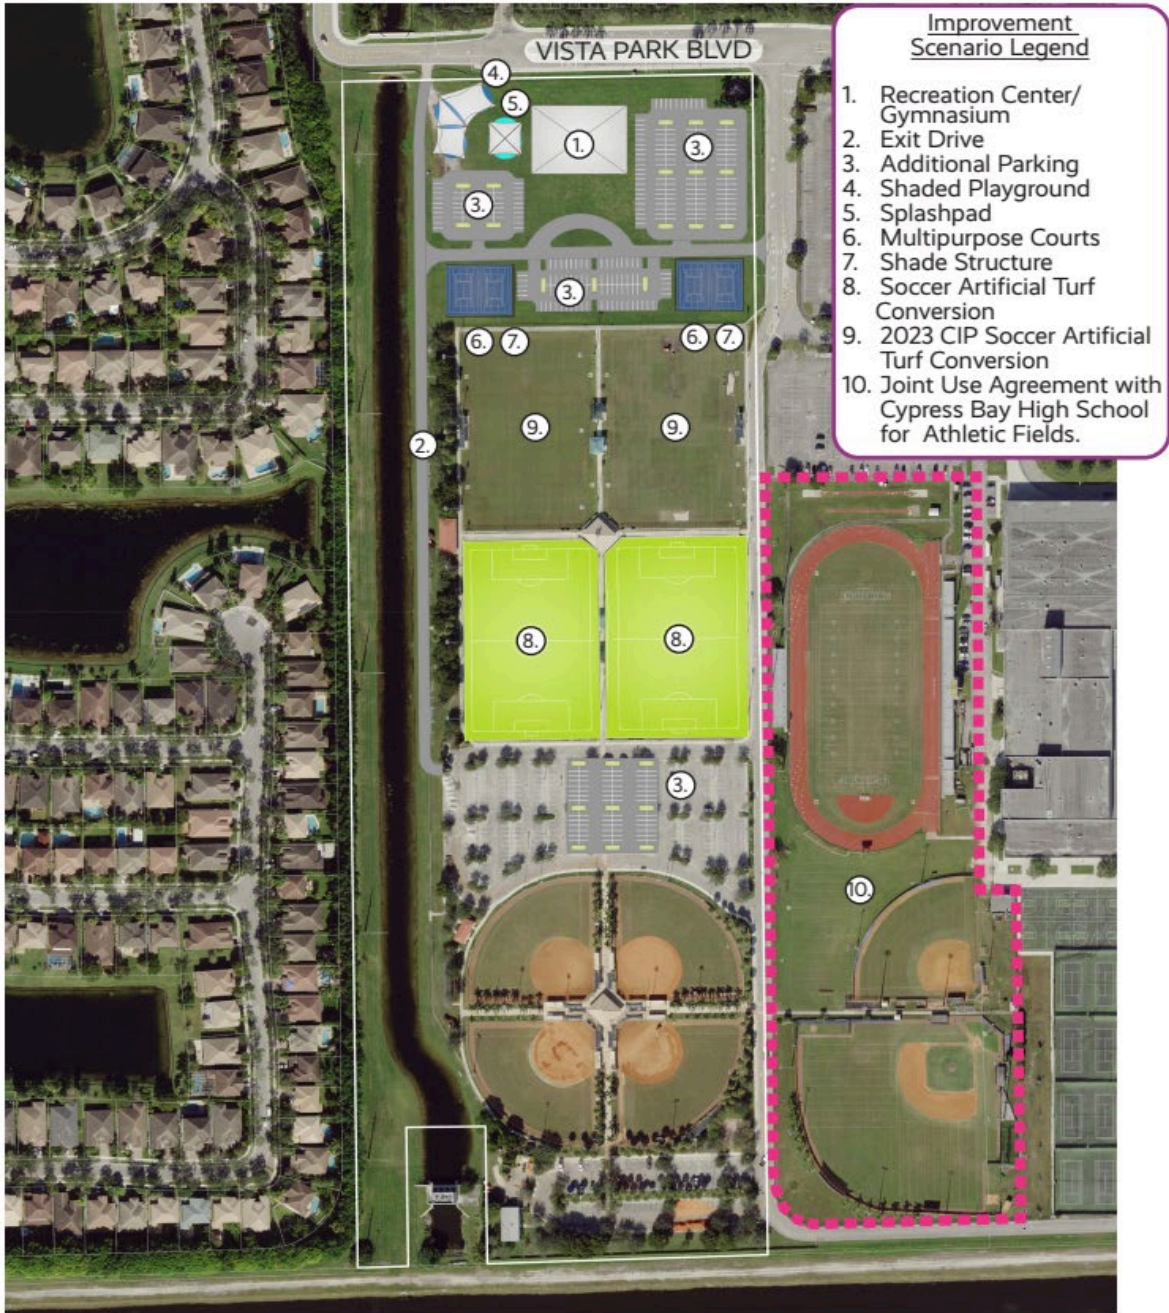 Improvement
Scenario Legend
1. Recreation Center/
Gymnasium
2. Exit Drive
3. Additional Parking
4. Shaded Playground
5. Splashpad
6. Multipurpose Courts
7. Shade Structure
8. Soccer Artificial Turf
Conversion
9. 2023 CIP Soccer Artificial
Turf Conversion
10. Joint Use Agreement with
Cypress Bay High School
for Athletic Fields.
VISTA PARK BLVD
4.
5.
1.
3.
3.
3.
6. 7.
6. 7.
9.
9.
2.
8.
8.
3.
10.